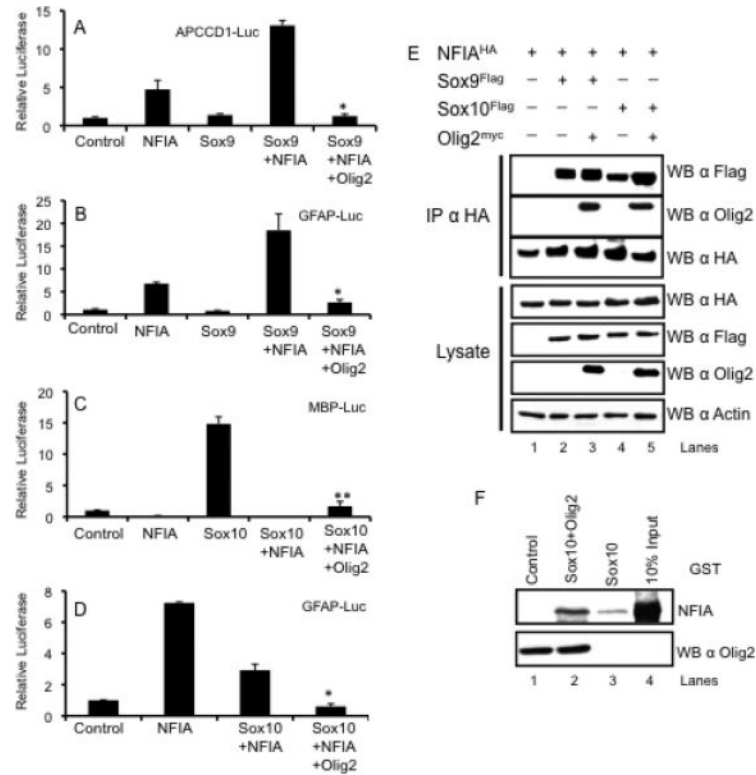 A
APCCD1-Luc
Relative Luciferase
15
10
5
0
Control NFIA Sox9 Sox9 +NFIA Sox9 +NFIA +Olig2
*
B
GFAP-Luc
Relative Luciferase
25
20
15
10
5
0
Control NFIA Sox9 Sox9 +NFIA Sox9 +NFIA +Olig2
*
C
MBP-Luc
Relative Luciferase
20
15
10
5
0
Control NFIA Sox10 Sox10 +NFIA Sox10 +NFIA +Olig2
**
D
GFAP-Luc
Relative Luciferase
8
6
4
2
0
Control NFIA Sox10 +NFIA Sox10 +NFIA +Olig2
*
E
NFIAHA + + + + +
Sox9Flag − + + − −
Sox10Flag − − − + +
Olig2myc − − + − +
IP α HA
WB α Flag
WB α Olig2
WB α HA
Lysate
WB α HA
WB α Flag
WB α Olig2
WB α Actin
1 2 3 4 5 Lanes
F
Control Sox10+Olig2 Sox10 10% Input
GST
NFIA
WB α Olig2
1 2 3 4 Lanes